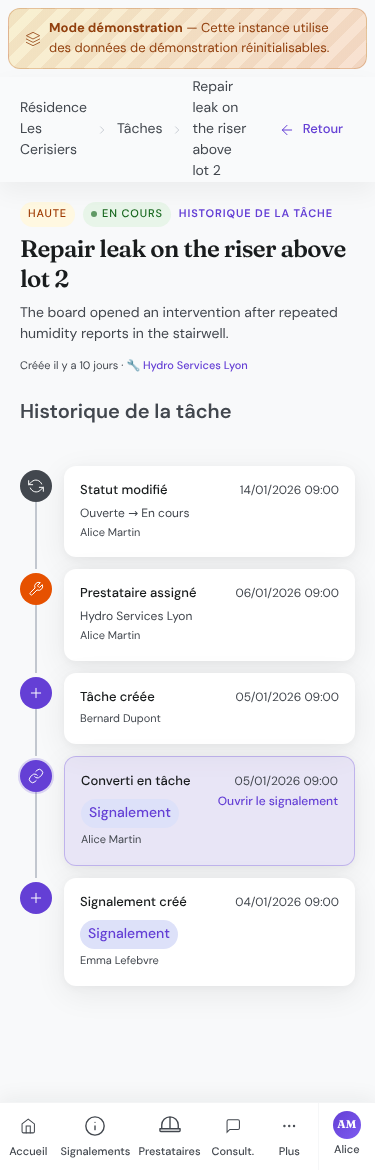 Mode démonstration — Cette instance utilise
des données de démonstration réinitialisables.
Résidence
Les
Cerisiers
Tâches
Repair
leak on
the riser
above
lot 2
Retour
HAUTE
EN COURS
HISTORIQUE DE LA TÂCHE
Repair leak on the riser above
lot 2
The board opened an intervention after repeated
humidity reports in the stairwell.
Créée il y a 10 jours · 🔧 Hydro Services Lyon
Historique de la tâche
Statut modifié 14/01/2026 09:00
Ouverte → En cours
Alice Martin
Prestataire assigné 06/01/2026 09:00
Hydro Services Lyon
Alice Martin
Tâche créée 05/01/2026 09:00
Bernard Dupont
Converti en tâche 05/01/2026 09:00
Ouvrir le signalement
Signalement
Alice Martin
Signalement créé 04/01/2026 09:00
Signalement
Emma Lefebvre
AM
Accueil Signalements Prestataires Consult. Plus Alice